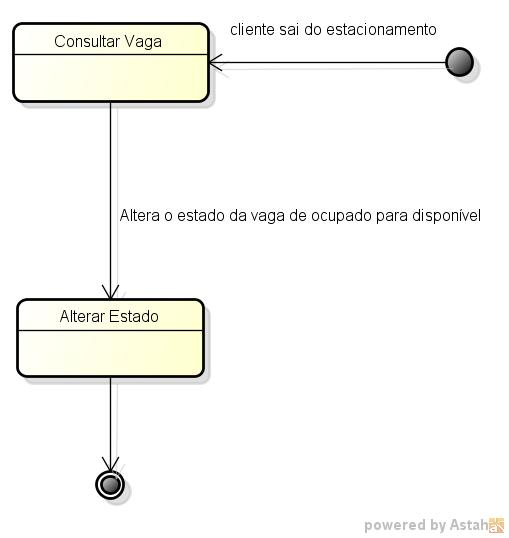 cliente sai do estacionamento
Consultar Vaga
Altera o estado da vaga de ocupado para disponível
Alterar Estado
powered by Astah